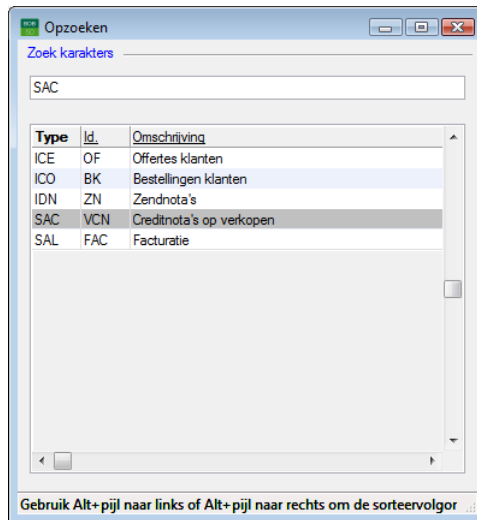 BOB 50 Opzoeken
Zoek karakters
SAC
Type Id. Omschrijving
ICE OF Offertes klanten
ICO BK Bestellingen klanten
IDN ZN Zendnota's
SAC VCN Creditnota's op verkopen
SAL FAC Facturatie
Gebruik Alt+pijl naar links of Alt+pijl naar rechts om de sorteervolgor